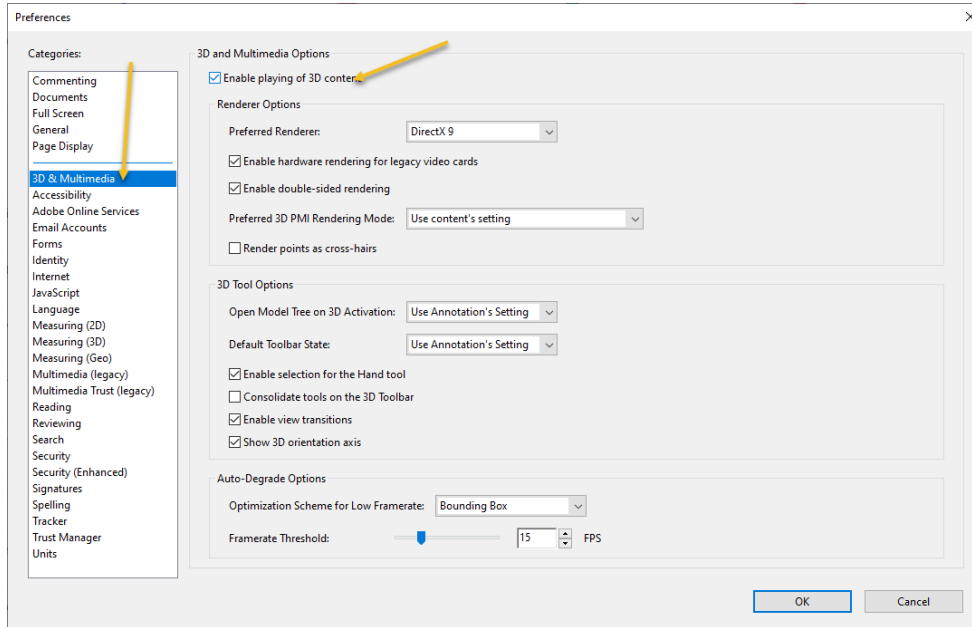 Preferences
Categories:
Commenting
Documents
Full Screen
General
Page Display
3D & Multimedia
Accessibility
Adobe Online Services
Email Accounts
Forms
Identity
Internet
JavaScript
Language
Measuring (2D)
Measuring (3D)
Measuring (Geo)
Multimedia (legacy)
Multimedia Trust (legacy)
Reading
Reviewing
Search
Security
Security (Enhanced)
Signatures
Spelling
Tracker
Trust Manager
Units
3D and Multimedia Options
Enable playing of 3D content
Renderer Options
Preferred Renderer: DirectX 9
Enable hardware rendering for legacy video cards
Enable double-sided rendering
Preferred 3D PMI Rendering Mode: Use content's setting
Render points as cross-hairs
3D Tool Options
Open Model Tree on 3D Activation: Use Annotation's Setting
Default Toolbar State: Use Annotation's Setting
Enable selection for the Hand tool
Consolidate tools on the 3D Toolbar
Enable view transitions
Show 3D orientation axis
Auto-Degrade Options
Optimization Scheme for Low Framerate: Bounding Box
Framerate Threshold: 15 FPS
OK Cancel